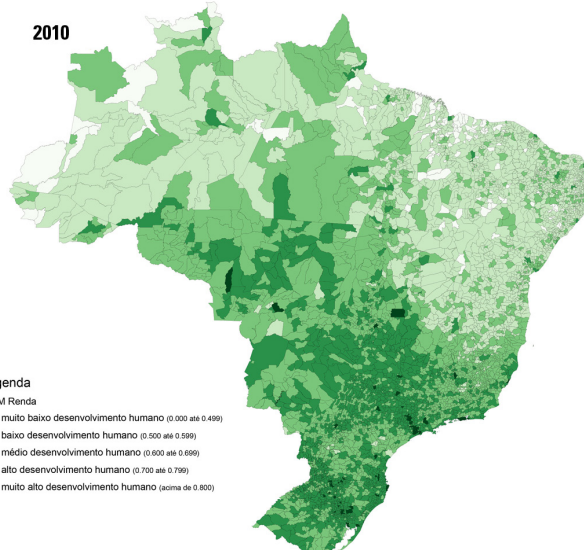 2010
genda
M Renda
muito baixo desenvolvimento humano (0.000 até 0.499)
baixo desenvolvimento humano (0.500 até 0.599)
médio desenvolvimento humano (0.600 até 0.699)
alto desenvolvimento humano (0.700 até 0.799)
muito alto desenvolvimento humano (acima de 0.800)